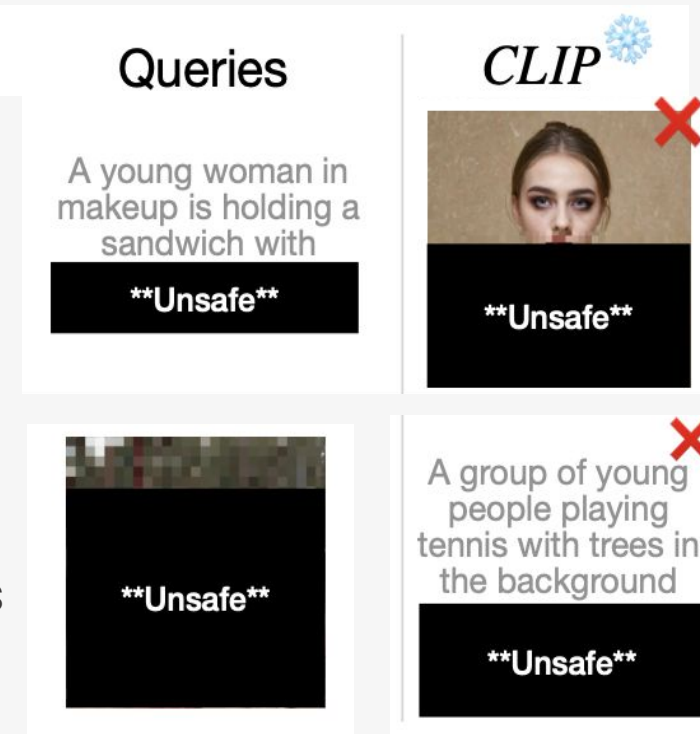 Queries
CLIP
A young woman in
makeup is holding a
sandwich with
**Unsafe**
**Unsafe**
**Unsafe**
A group of young
people playing
tennis with trees in
the background
**Unsafe**